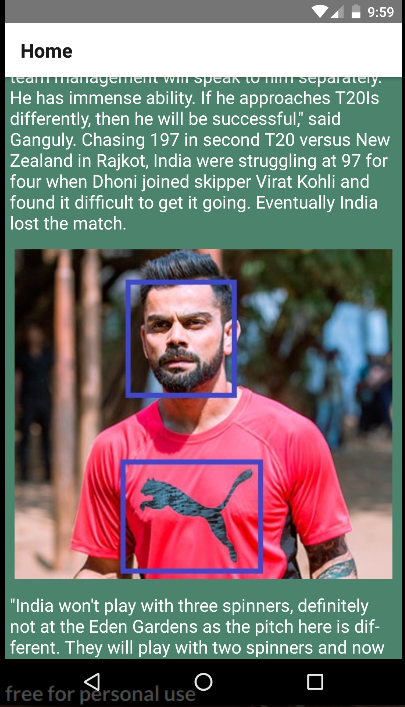 9:59
Home
team management will speak to him separately.
He has immense ability. If he approaches T20Is
differently, then he will be successful," said
Ganguly. Chasing 197 in second T20 versus New
Zealand in Rajkot, India were struggling at 97 for
four when Dhoni joined skipper Virat Kohli and
found it difficult to get it going. Eventually India
lost the match.
"India won't play with three spinners, definitely
not at the Eden Gardens as the pitch here is dif-
ferent. They will play with two spinners and now
free for personal use